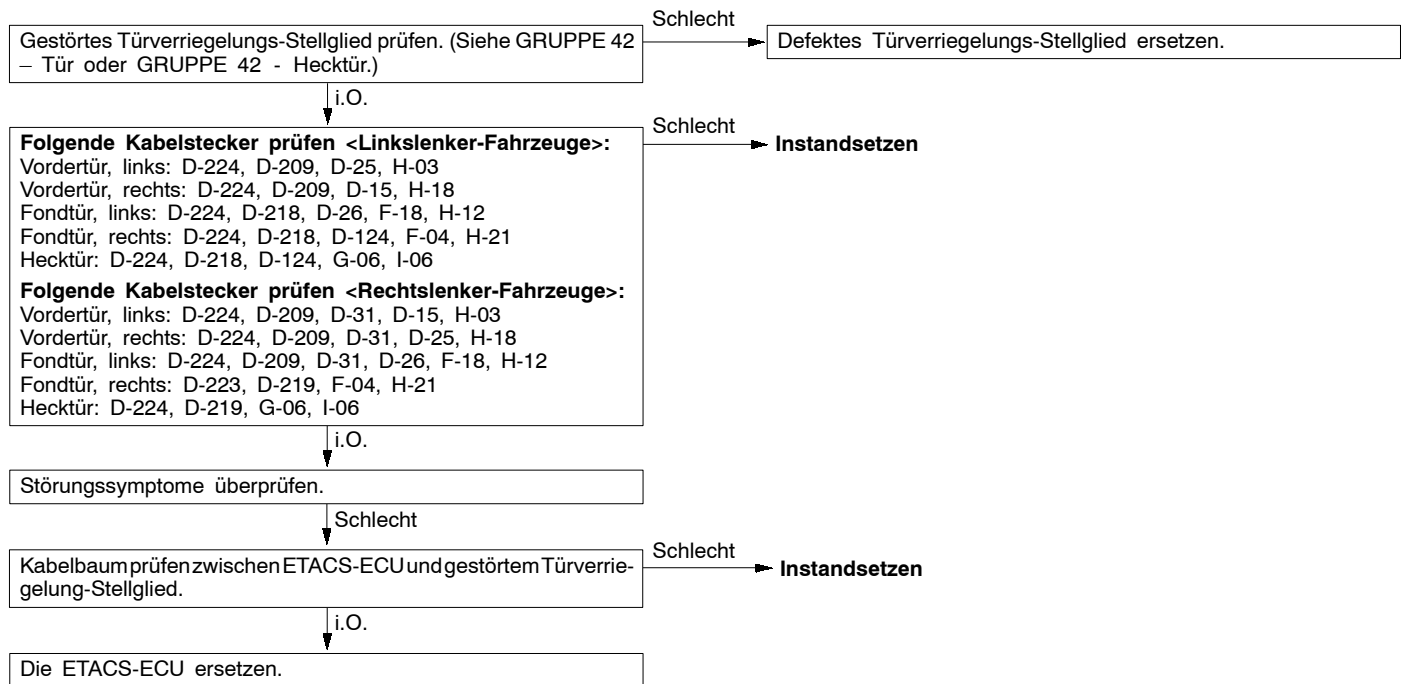 Schlecht
Gestörtes Türverriegelungs-Stellglied prüfen. (Siehe GRUPPE 42
– Tür oder GRUPPE 42 - Hecktür.)
Defektes Türverriegelungs-Stellglied ersetzen.
i.O.
Folgende Kabelstecker prüfen <Linkslenker-Fahrzeuge>:
Vordertür, links: D-224, D-209, D-25, H-03
Vordertür, rechts: D-224, D-209, D-15, H-18
Fondtür, links: D-224, D-218, D-26, F-18, H-12
Fondtür, rechts: D-224, D-218, D-124, F-04, H-21
Hecktür: D-224, D-218, D-124, G-06, I-06
Schlecht
Instandsetzen
Folgende Kabelstecker prüfen <Rechtslenker-Fahrzeuge>:
Vordertür, links: D-224, D-209, D-31, D-15, H-03
Vordertür, rechts: D-224, D-209, D-31, D-25, H-18
Fondtür, links: D-224, D-209, D-31, D-26, F-18, H-12
Fondtür, rechts: D-223, D-219, F-04, H-21
Hecktür: D-224, D-219, G-06, I-06
i.O.
Störungssymptome überprüfen.
Schlecht
Kabelbaum prüfen zwischen ETACS-ECU und gestörtem Türverrie-
gelung-Stellglied.
Schlecht
Instandsetzen
i.O.
Die ETACS-ECU ersetzen.